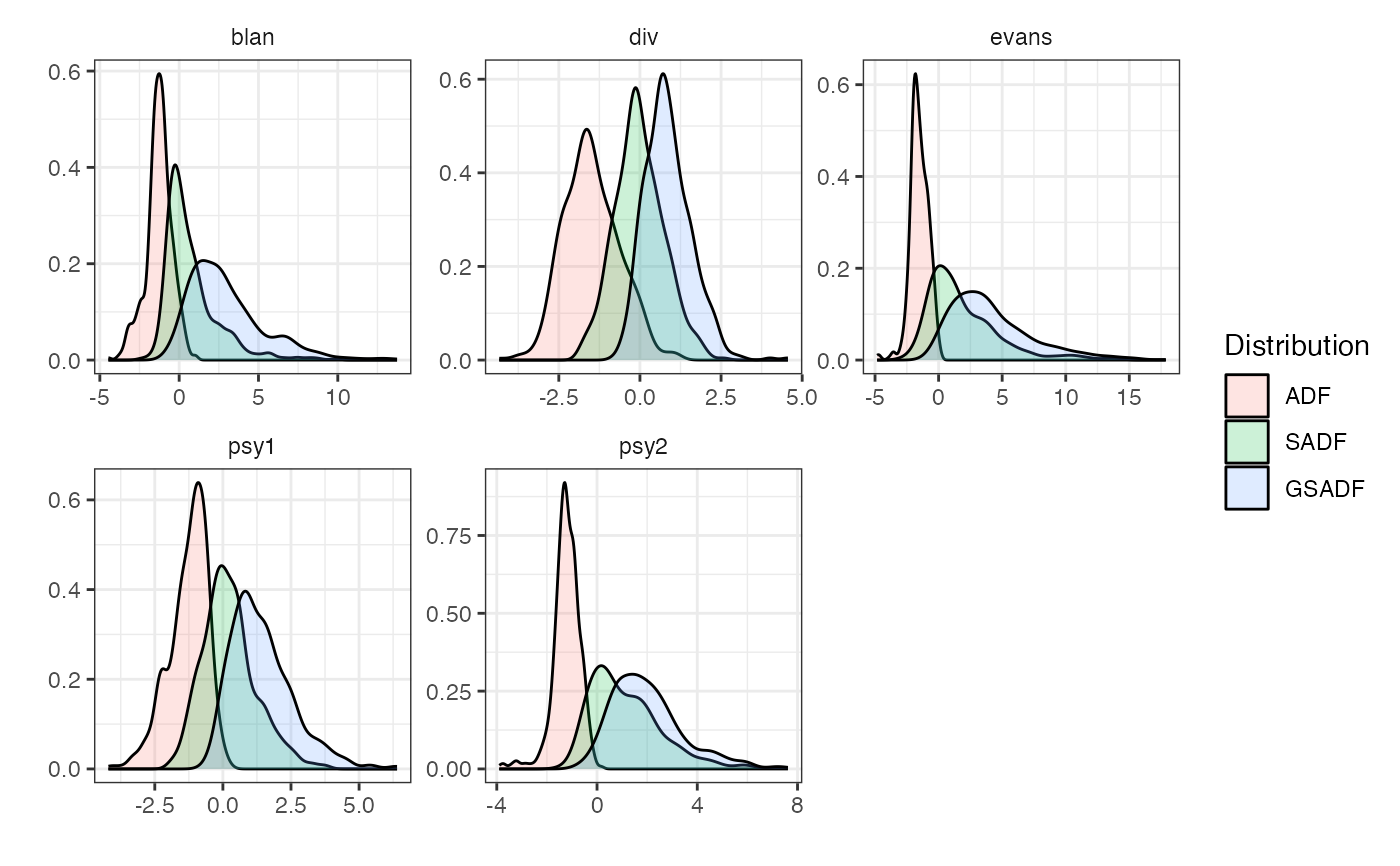 blan div evans
0.6 0.6 0.6
0.4 0.4 0.4
0.2 0.2 0.2
0.0 0.0 0.0
-5 0 5 10 -2.5 0.0 2.5 5.0 -5 0 5 10 15
Distribution
ADF
SADF
GSADF
psy1 psy2
0.6 0.75
0.4 0.50
0.2 0.25
0.0 0.00
-2.5 0.0 2.5 5.0 -4 0 4 8